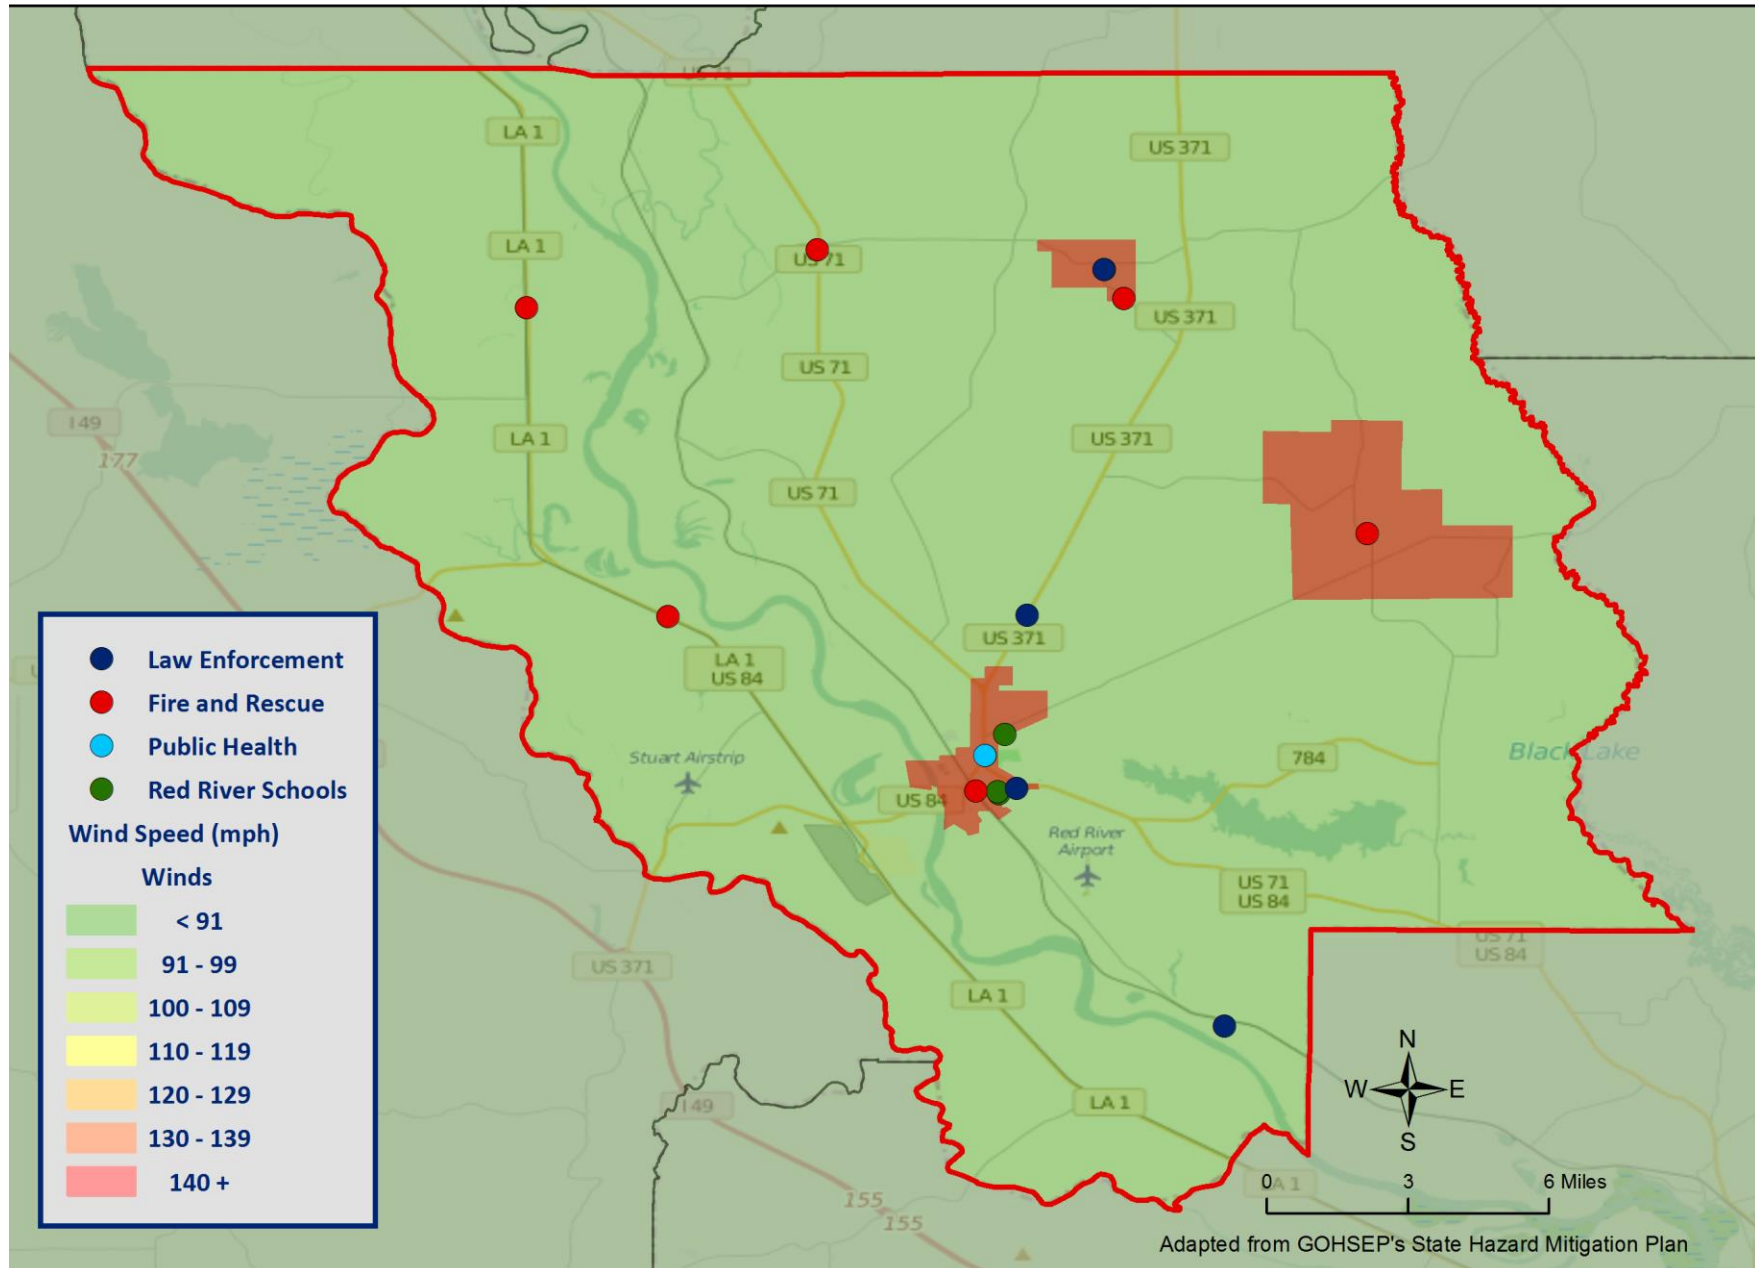 US 71
LA 1
US 371
LA 1
US 71
US 371
US 71
I 49
177
LA 1
US 371
US 71
US 371
LA 1
US 84
Stuart Airstrip
784
Black Lake
US 84
Red River
Airport
US 71
US 84
US 71
US 84
US 371
LA 1
I 49
LA 1
LA 1
155
155
Law Enforcement
Fire and Rescue
Public Health
Red River Schools
Wind Speed (mph)
Winds
< 91
91 - 99
100 - 109
110 - 119
120 - 129
130 - 139
140 +
N
W E
S
0 3 6 Miles
Adapted from GOHSEP's State Hazard Mitigation Plan